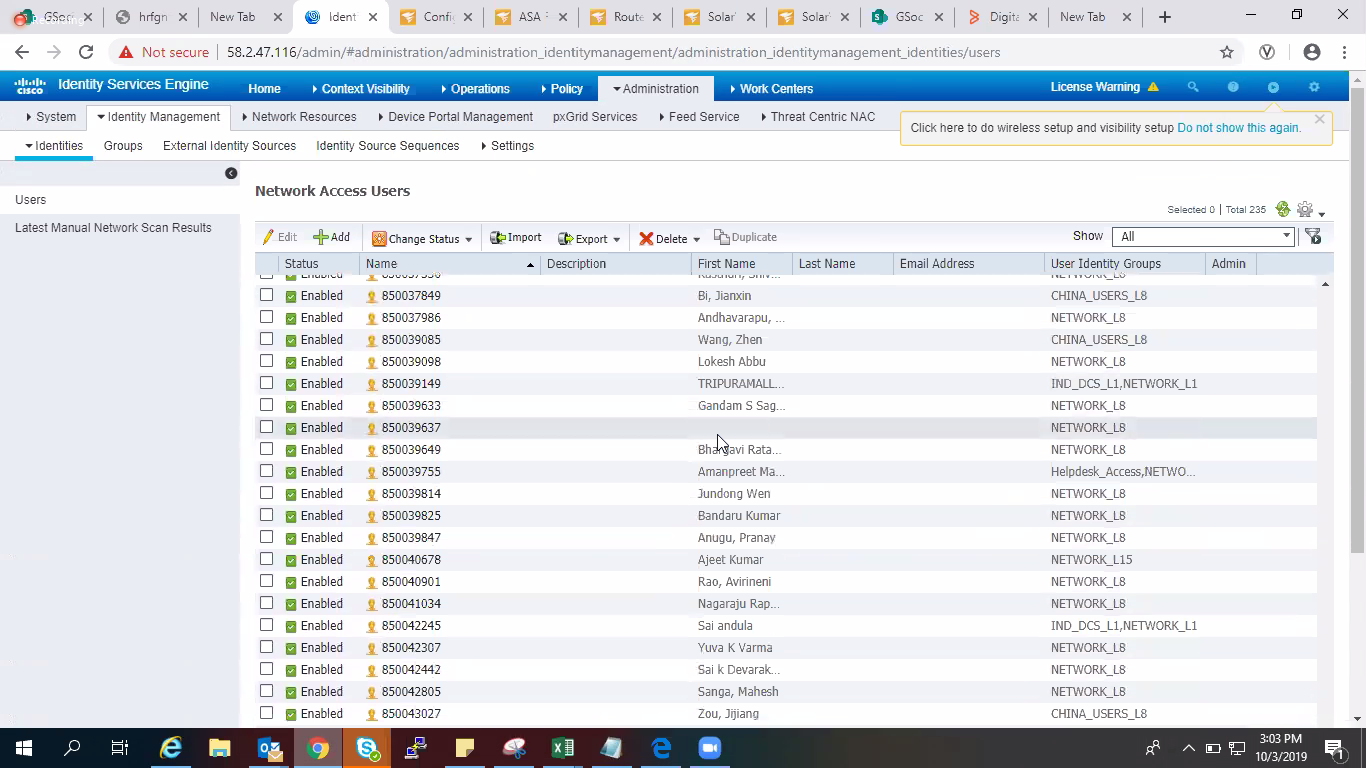 Recording
GSoc
hrfgn
New Tab
Ident
Confi
ASA
Route
Solar
Solar
GSoc
Digita
New Tab
Not secure
58.2.47.116/admin/#administration/administration_identitymanagement/administration_identitymanagement_identities/users
CISCO Identity Services Engine
Home Context Visibility Operations Policy Administration Work Centers
License Warning
System Identity Management Network Resources Device Portal Management pxGrid Services Feed Service Threat Centric NAC
Click here to do wireless setup and visibility setup Do not show this again.
Identities Groups External Identity Sources Identity Source Sequences Settings
Users
Latest Manual Network Scan Results
Network Access Users
Selected 0 | Total 235
Edit Add Change Status Import Export Delete Duplicate
Show All
Status Name Description First Name Last Name Email Address User Identity Groups Admin
Enabled NETWORK_L8
Enabled 850037849 Bi, Jianxin CHINA_USERS_L8
Enabled 850037986 Andhavarapu, ... NETWORK_L8
Enabled 850039085 Wang, Zhen CHINA_USERS_L8
Enabled 850039098 Lokesh Abbu NETWORK_L8
Enabled 850039149 TRIPURAMALL... IND_DCS_L1,NETWORK_L1
Enabled 850039633 Gandam S Sag... NETWORK_L8
Enabled 850039637 NETWORK_L8
Enabled 850039649 Bhargavi Rata... NETWORK_L8
Enabled 850039755 Amanpreet Ma... Helpdesk_Access,NETWO...
Enabled 850039814 Jundong Wen NETWORK_L8
Enabled 850039825 Bandaru Kumar NETWORK_L8
Enabled 850039847 Anugu, Pranay NETWORK_L8
Enabled 850040678 Ajeet Kumar NETWORK_L15
Enabled 850040901 Rao, Avirineni NETWORK_L8
Enabled 850041034 Nagaraju Rap... NETWORK_L8
Enabled 850042245 Sai andula IND_DCS_L1,NETWORK_L1
Enabled 850042307 Yuva K Varma NETWORK_L8
Enabled 850042442 Sai k Devarak... NETWORK_L8
Enabled 850042805 Sanga, Mahesh NETWORK_L8
Enabled 850043027 Zou, Jijiang CHINA_USERS_L8
3:03 PM
10/3/2019
1